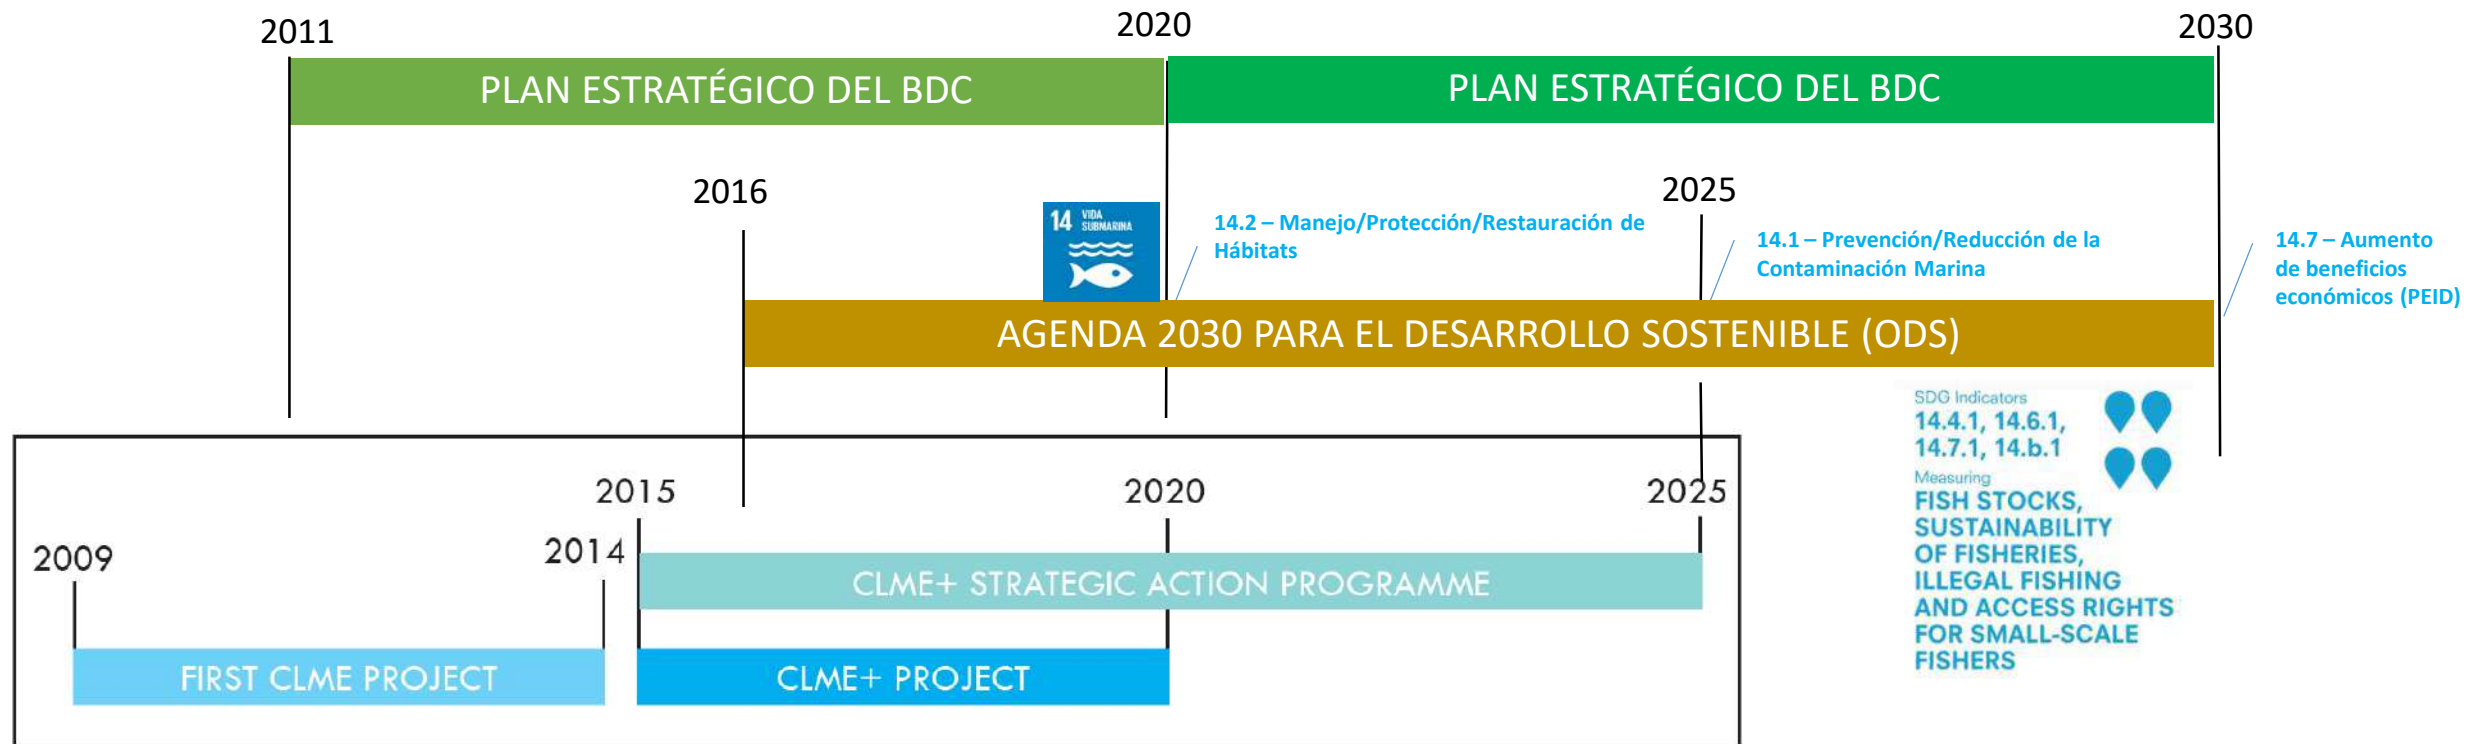 2011
2020
2030
PLAN ESTRATÉGICO DEL BDC
PLAN ESTRATÉGICO DEL BDC
2016
2025
14 VIDA
SUBMARINA
14.2 – Manejo/Protección/Restauración de
Hábitats
14.1 – Prevención/Reducción de la
Contaminación Marina
14.7 – Aumento
de beneficios
económicos (PEID)
AGENDA 2030 PARA EL DESARROLLO SOSTENIBLE (ODS)
SDG Indicators
14.4.1, 14.6.1,
14.7.1, 14.b.1
Measuring
FISH STOCKS,
SUSTAINABILITY
OF FISHERIES,
ILLEGAL FISHING
AND ACCESS RIGHTS
FOR SMALL-SCALE
FISHERS
2015
2020
2025
2009
2014
CLME+ STRATEGIC ACTION PROGRAMME
FIRST CLME PROJECT
CLME+ PROJECT